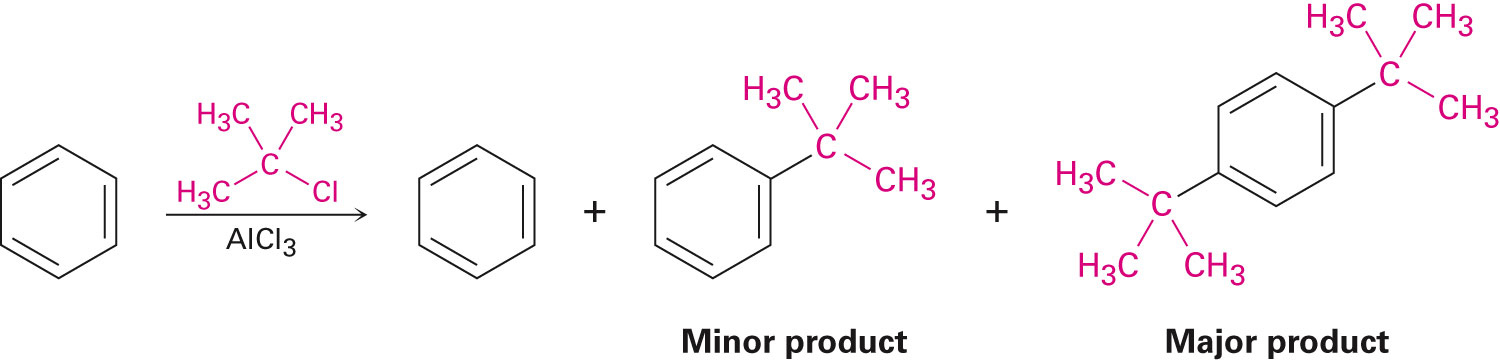 H₃C CH₃
C
H₃C Cl
AlCl₃
+
H₃C CH₃
C
CH₃
Minor product
+
H₃C CH₃
C
CH₃
H₃C
C
H₃C CH₃
Major product